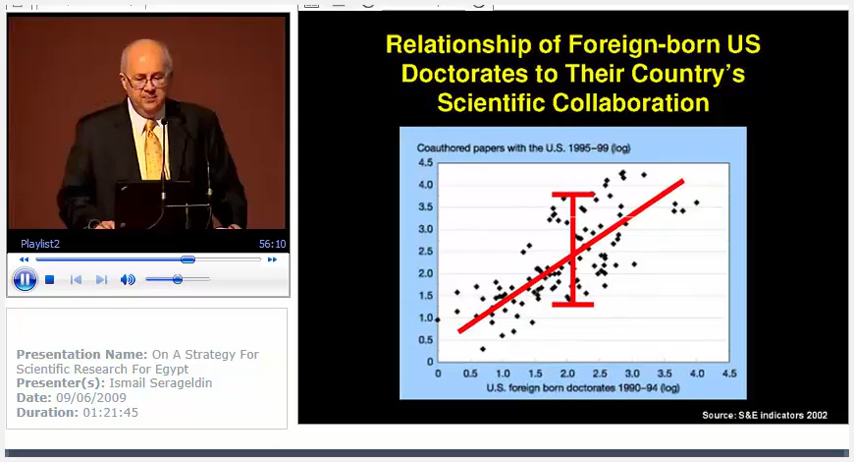 Playlist2
56:10
Presentation Name: On A Strategy For
Scientific Research For Egypt
Presenter(s): Ismail Serageldin
Date: 09/06/2009
Duration: 01:21:45
Relationship of Foreign-born US
Doctorates to Their Country's
Scientific Collaboration
Coauthored papers with the U.S. 1995–99 (log)
4.5
4.0
3.5
3.0
2.5
2.0
1.5
1.0
0.5
0
0 0.5 1.0 1.5 2.0 2.5 3.0 3.5 4.0 4.5
U.S. foreign born doctorates 1990–94 (log)
Source: S&E indicators 2002